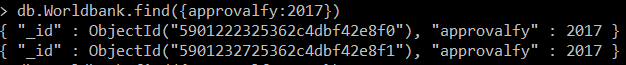 > db.Worldbank.find({approvalfy:2017})
{ "_id" : ObjectId("5901222325362c4dbf42e8f0"), "approvalfy" : 2017 }
{ "_id" : ObjectId("5901232725362c4dbf42e8f1"), "approvalfy" : 2017 }